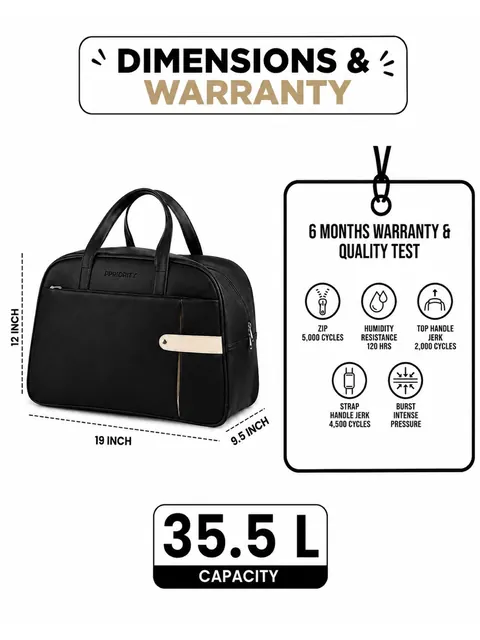 DIMENSIONS &
WARRANTY
6 MONTHS WARRANTY &
QUALITY TEST
ZIP
5,000 CYCLES
HUMIDITY
RESISTANCE
120 HRS
TOP HANDLE
JERK
2,000 CYCLES
STRAP
HANDLE JERK
4,500 CYCLES
BURST
INTENSE
PRESSURE
12 INCH
19 INCH
9.5 INCH
35.5 L
CAPACITY